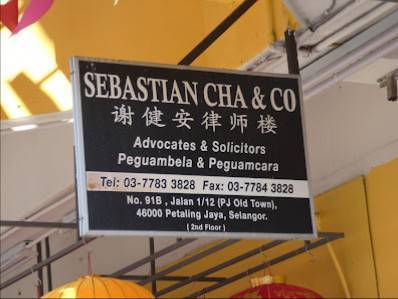 SEBASTIAN CHA & CO
谢健安律师楼
Advocates & Solicitors
Peguambela & Peguamcara
Tel: 03-7783 3828 Fax: 03-7784 3828
No. 91B , Jalan 1/12 (PJ Old Town),
46000 Petaling Jaya, Selangor.
( 2nd Floor )